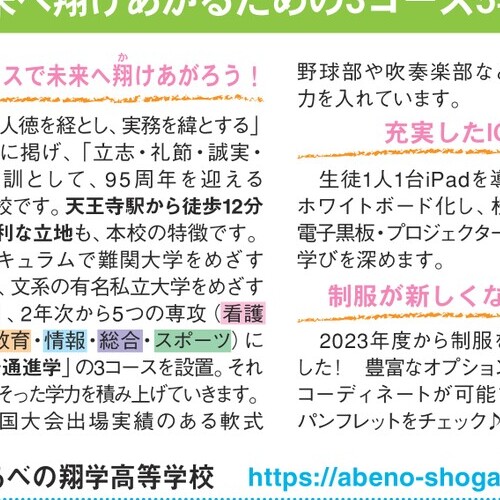 へ翔けあがるための3コース5
スで未来へ翔けあがろう！
人徳を経とし、実務を緯とする」
に掲げ、「立志・礼節・誠実・
訓として、95周年を迎える
校です。天王寺駅から徒歩12分
利な立地も、本校の特徴です。
キュラムで難関大学をめざす
、文系の有名私立大学をめざす
、2年次から5つの専攻（看護
教育・情報・総合・スポーツ）に
通進学」の3コースを設置。それ
そった学力を積み上げていきます。
国大会出場実績のある軟式
野球部や吹奏楽部など
力を入れています。
充実したIC
生徒1人1台iPadを導
ホワイトボード化し、
電子黒板・プロジェクター
学びを深めます。
制服が新しくな
2023年度から制服を
した！　豊富なオプション
コーディネートが可能
パンフレットをチェック♪
べの翔学高等学校　https://abeno-shoga